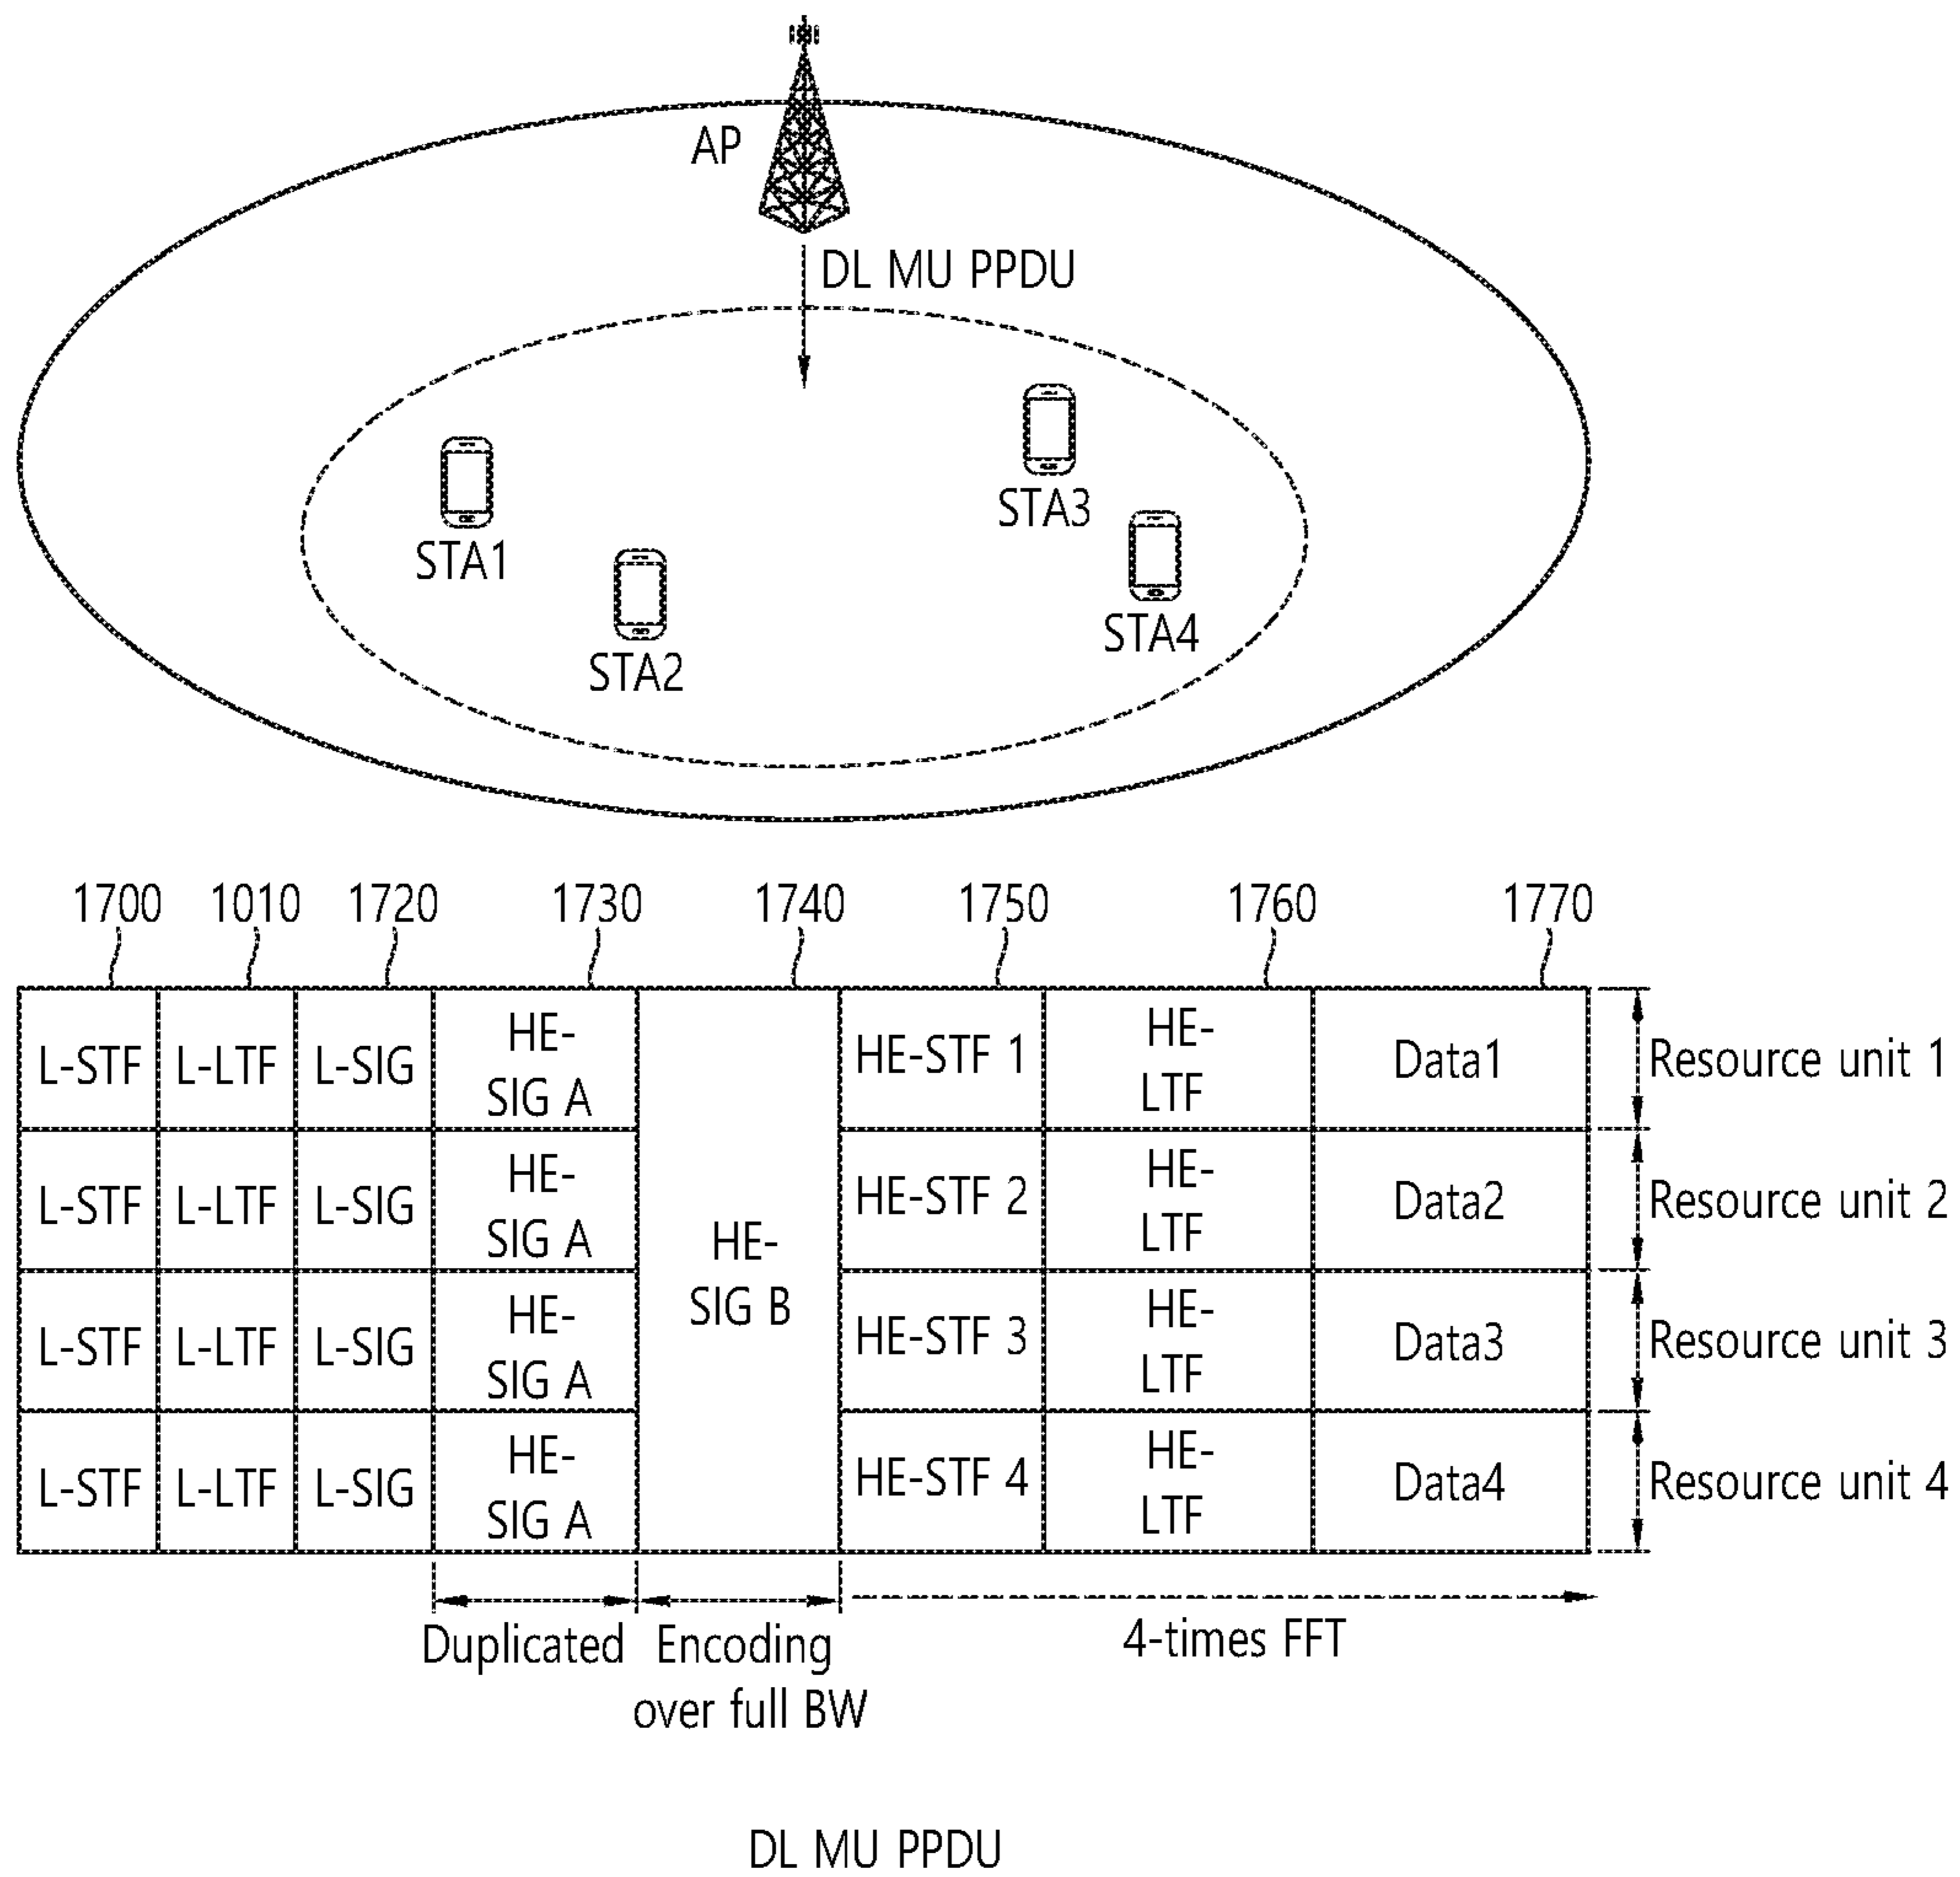 AP
DL MU PPDU
STA3
STA1
STA4
STA2
1700 1010 1720 1730 1740 1750 1760 1770
L-STF L-LTF L-SIG HE-
SIG A HE-STF 1 HE-
LTF Data1 Resource unit 1
L-STF L-LTF L-SIG HE-
SIG A HE-STF 2 HE-
LTF Data2 Resource unit 2
HE-
SIG B
L-STF L-LTF L-SIG HE-
SIG A HE-STF 3 HE-
LTF Data3 Resource unit 3
L-STF L-LTF L-SIG HE-
SIG A HE-STF 4 HE-
LTF Data4 Resource unit 4
Duplicated Encoding
over full BW
4-times FFT
DL MU PPDU